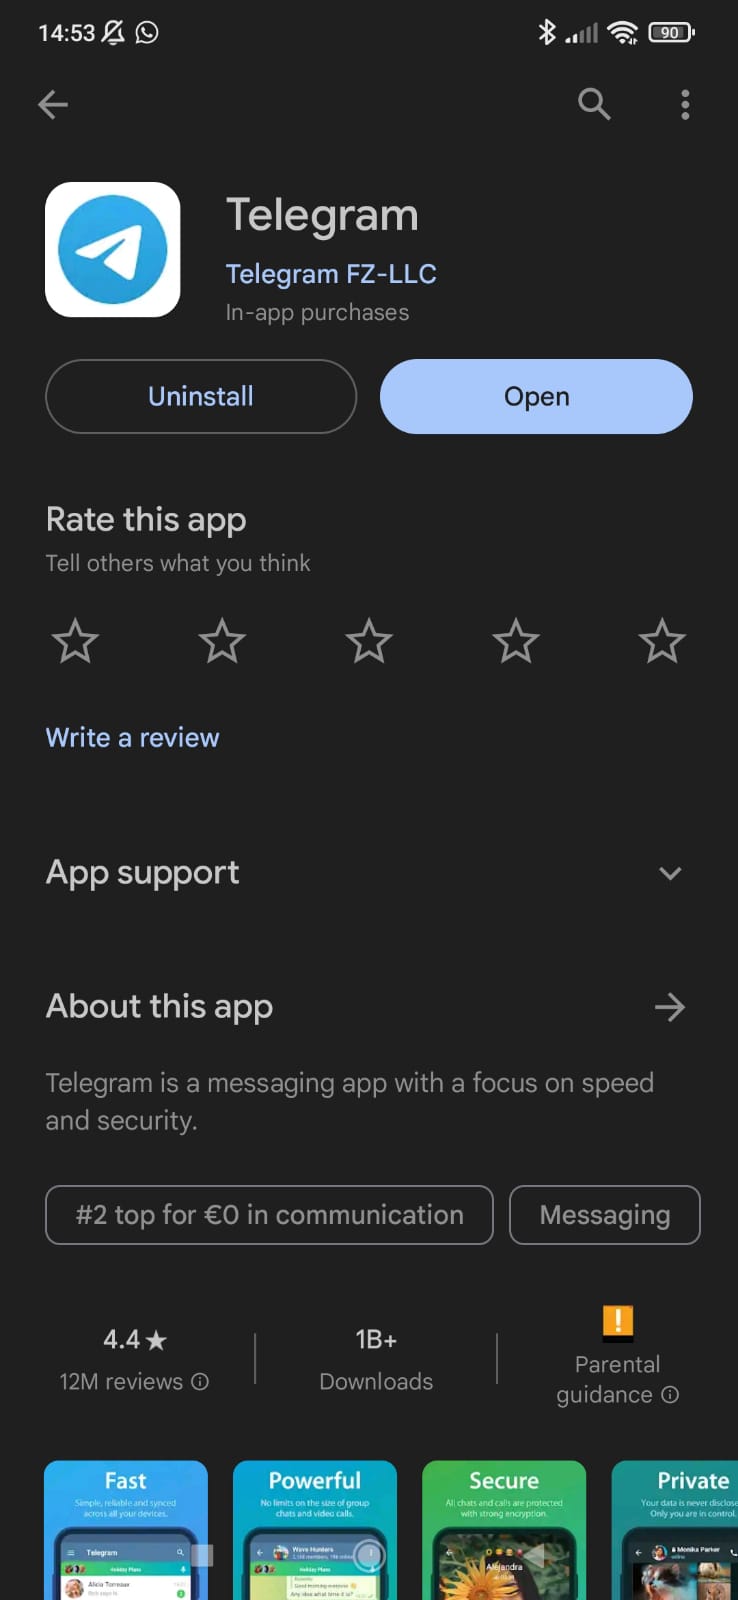 14:53
90
Telegram
Telegram FZ-LLC
In-app purchases
Uninstall
Open
Rate this app
Tell others what you think
Write a review
App support
About this app
Telegram is a messaging app with a focus on speed
and security.
#2 top for €0 in communication
Messaging
4.4★
12M reviews
1B+
Downloads
!
Parental
guidance
Fast
Simple, reliable and synced
across all your devices.
Telegram
Holiday Plans
Alicia Torreaux
Powerful
No limits on the size of group
chats and video calls.
Wave Hunters
Holiday Plans
Good morning everyone
Any idea what time it is?
Secure
All chats and calls are protected
with strong encryption.
Alejandra
Private
Your data is never disclose
Only you are in control.
Monika Parker
online